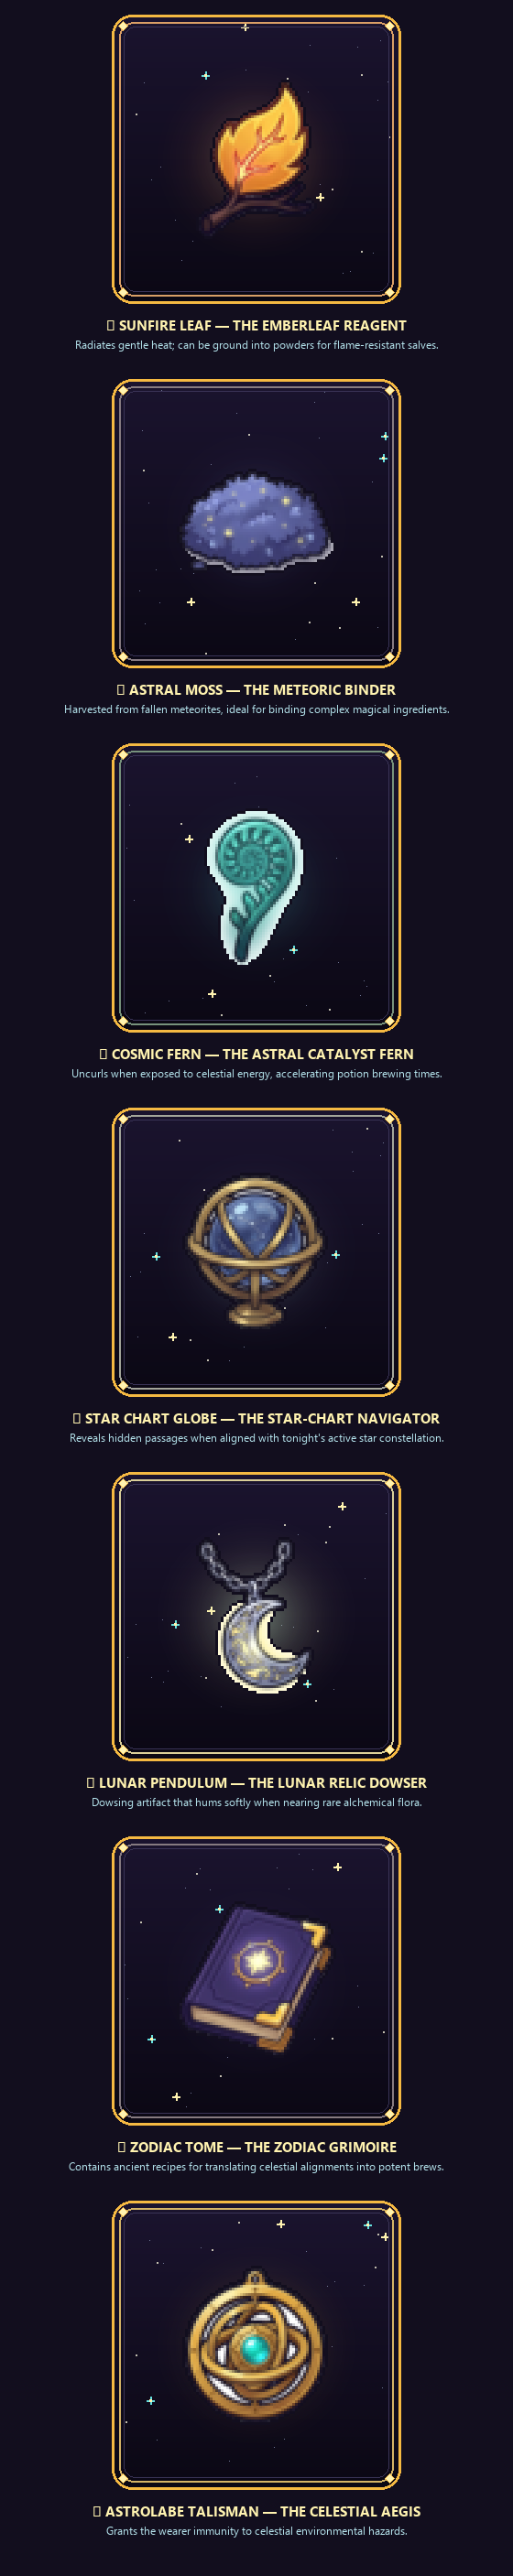 ▯ SUNFIRE LEAF — THE EMBERLEAF REAGENT
Radiates gentle heat; can be ground into powders for flame-resistant salves.
▯ ASTRAL MOSS — THE METEORIC BINDER
Harvested from fallen meteorites, ideal for binding complex magical ingredients.
▯ COSMIC FERN — THE ASTRAL CATALYST FERN
Uncurls when exposed to celestial energy, accelerating potion brewing times.
▯ STAR CHART GLOBE — THE STAR-CHART NAVIGATOR
Reveals hidden passages when aligned with tonight's active star constellation.
▯ LUNAR PENDULUM — THE LUNAR RELIC DOWSER
Dowsing artifact that hums softly when nearing rare alchemical flora.
▯ ZODIAC TOME — THE ZODIAC GRIMOIRE
Contains ancient recipes for translating celestial alignments into potent brews.
▯ ASTROLABE TALISMAN — THE CELESTIAL AEGIS
Grants the wearer immunity to celestial environmental hazards.